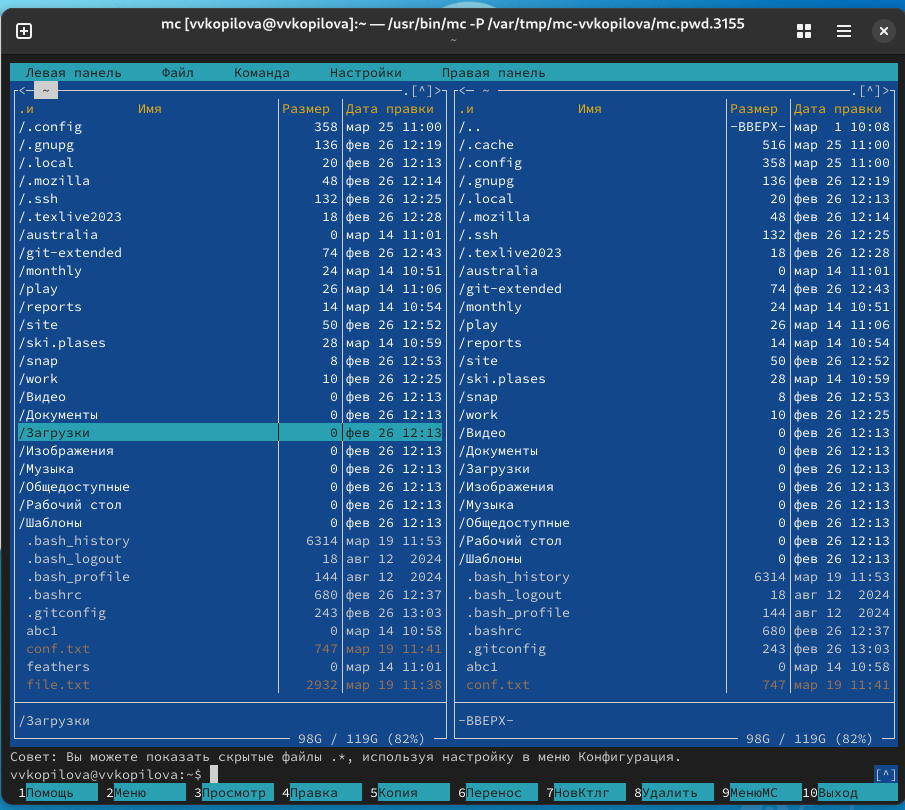 mc [vvkopilova@vvkopilova]:~ — /usr/bin/mc -P /var/tmp/mc-vvkopilova/mc.pwd.3155
~
Левая панель Файл Команда Настройки Правая панель
<─ ~ .[^]> <─ ~ .[^]>
.и Имя Размер Дата правки .и Имя Размер Дата правки
/.config 358 мар 25 11:00 /.. -ВВЕРХ- мар 1 10:08
/.gnupg 136 фев 26 12:19 /.cache 516 мар 25 11:00
/.local 20 фев 26 12:13 /.config 358 мар 25 11:00
/.mozilla 48 фев 26 12:14 /.gnupg 136 фев 26 12:19
/.ssh 132 фев 26 12:25 /.local 20 фев 26 12:13
/.texlive2023 18 фев 26 12:28 /.mozilla 48 фев 26 12:14
/australia 0 мар 14 11:01 /.ssh 132 фев 26 12:25
/git-extended 74 фев 26 12:43 /.texlive2023 18 фев 26 12:28
/monthly 24 мар 14 10:51 /australia 0 мар 14 11:01
/play 26 мар 14 11:06 /git-extended 74 фев 26 12:43
/reports 14 мар 14 10:54 /monthly 24 мар 14 10:51
/site 50 фев 26 12:52 /play 26 мар 14 11:06
/ski.plases 28 мар 14 10:59 /reports 14 мар 14 10:54
/snap 8 фев 26 12:53 /site 50 фев 26 12:52
/work 10 фев 26 12:25 /ski.plases 28 мар 14 10:59
/Видео 0 фев 26 12:13 /snap 8 фев 26 12:53
/Документы 0 фев 26 12:13 /work 10 фев 26 12:25
/Загрузки 0 фев 26 12:13 /Видео 0 фев 26 12:13
/Изображения 0 фев 26 12:13 /Документы 0 фев 26 12:13
/Музыка 0 фев 26 12:13 /Загрузки 0 фев 26 12:13
/Общедоступные 0 фев 26 12:13 /Изображения 0 фев 26 12:13
/Рабочий стол 0 фев 26 12:13 /Музыка 0 фев 26 12:13
/Шаблоны 0 фев 26 12:13 /Общедоступные 0 фев 26 12:13
.bash_history 6314 мар 19 11:53 /Рабочий стол 0 фев 26 12:13
.bash_logout 18 авг 12 2024 /Шаблоны 0 фев 26 12:13
.bash_profile 144 авг 12 2024 .bash_history 6314 мар 19 11:53
.bashrc 680 фев 26 12:37 .bash_logout 18 авг 12 2024
.gitconfig 243 фев 26 13:03 .bash_profile 144 авг 12 2024
abc1 0 мар 14 10:58 .bashrc 680 фев 26 12:37
conf.txt 747 мар 19 11:41 .gitconfig 243 фев 26 13:03
feathers 0 мар 14 11:01 abc1 0 мар 14 10:58
file.txt 2932 мар 19 11:38 conf.txt 747 мар 19 11:41
/Загрузки -ВВЕРХ-
98G / 119G (82%) 98G / 119G (82%)
Совет: Вы можете показать скрытые файлы .*, используя настройку в меню Конфигурация.
vvkopilova@vvkopilova:~$ [^]
1Помощь 2Меню 3Просмотр 4Правка 5Копия 6Перенос 7НовКтлг 8Удалить 9МенюMC 10Выход